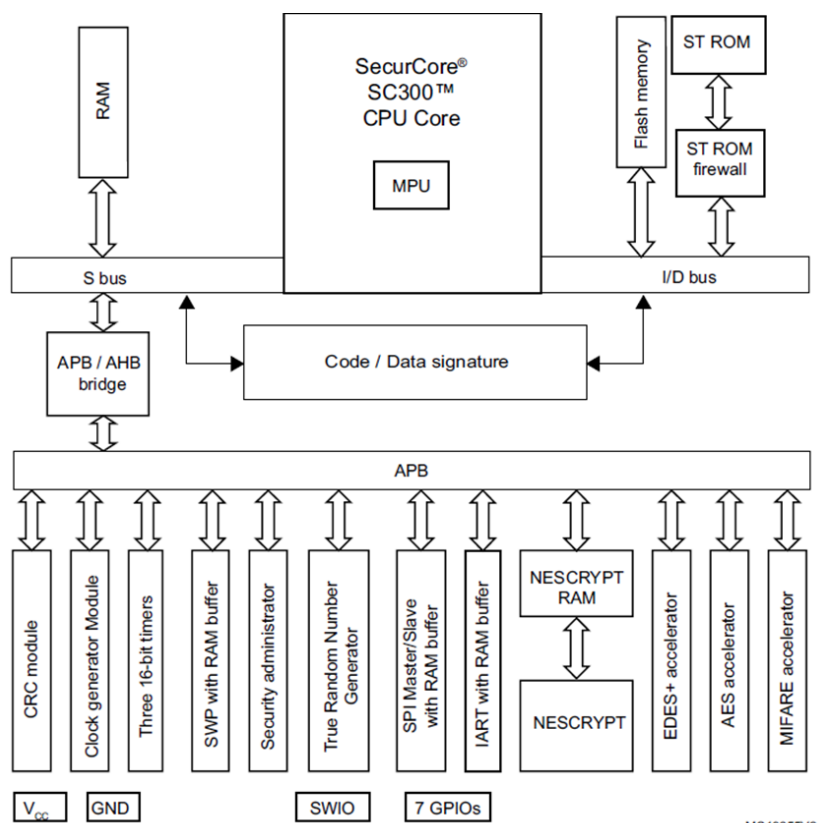 RAM
SecurCore®
SC300™
CPU Core
MPU
Flash memory
ST ROM
ST ROM
firewall
S bus
I/D bus
APB / AHB
bridge
Code / Data signature
APB
CRC module
Clock generator Module
Three 16-bit timers
SWP with RAM buffer
Security administrator
True Random Number
Generator
SPI Master/Slave
with RAM buffer
IART with RAM buffer
NESCRYPT
RAM
NESCRYPT
EDES+ accelerator
AES accelerator
MIFARE accelerator
VCC
GND
SWIO
7 GPIOs